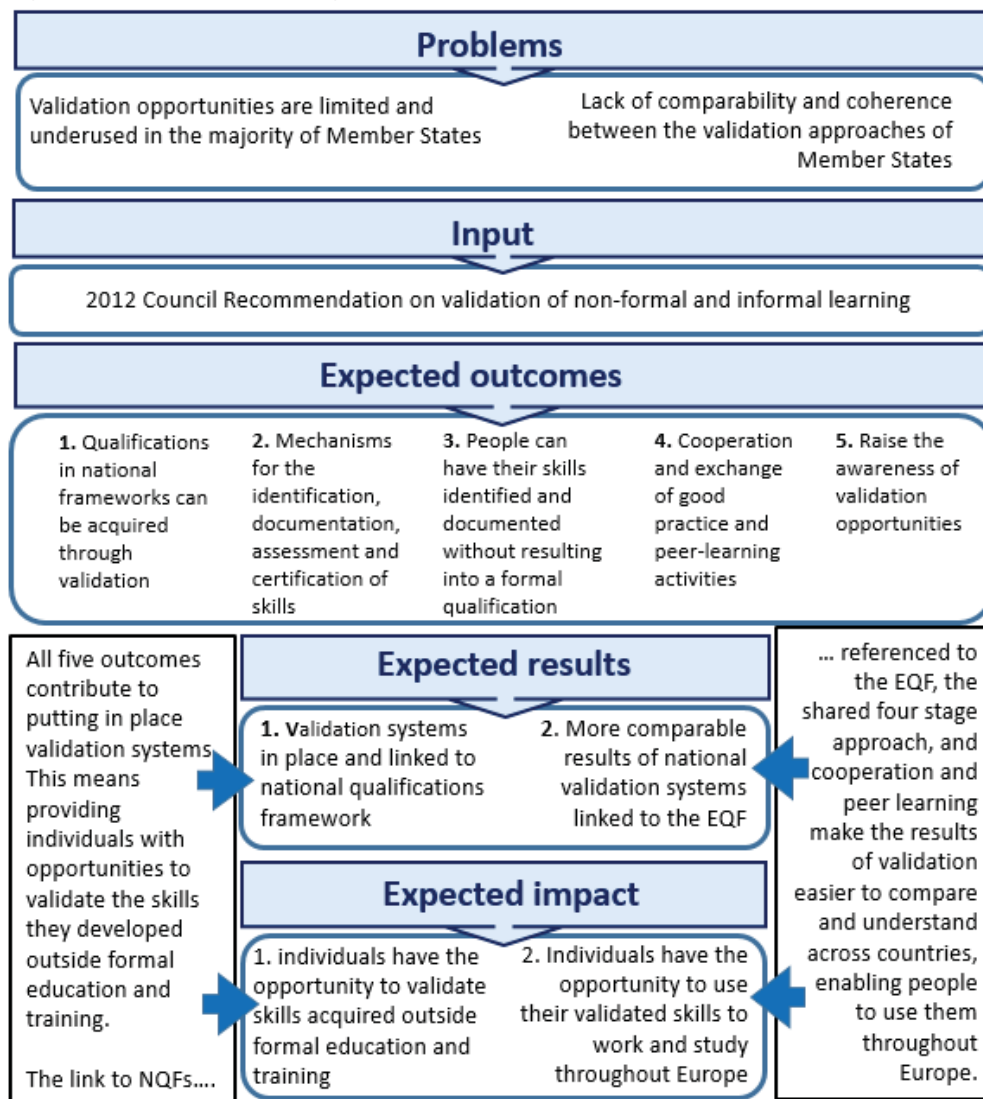 Problems
Validation opportunities are limited and
underused in the majority of Member States
Lack of comparability and coherence
between the validation approaches of
Member States
Input
2012 Council Recommendation on validation of non-formal and informal learning
Expected outcomes
1. Qualifications
in national
frameworks can
be acquired
through
validation
2. Mechanisms
for the
identification,
documentation,
assessment and
certification of
skills
3. People can
have their skills
identified and
documented
without resulting
into a formal
qualification
4. Cooperation
and exchange
of good
practice and
peer-learning
activities
5. Raise the
awareness of
validation
opportunities
All five outcomes
contribute to
putting in place
validation systems
This means
providing
individuals with
opportunities to
validate the skills
they developed
outside formal
education and
training.
The link to NQFs....
Expected results
1. Validation systems
in place and linked to
national qualifications
framework
2. More comparable
results of national
validation systems
linked to the EQF
Expected impact
1. individuals have the
opportunity to validate
skills acquired outside
formal education and
training
2. Individuals have the
opportunity to use
their validated skills to
work and study
throughout Europe
... referenced to
the EQF, the
shared four stage
approach, and
cooperation and
peer learning
make the results
of validation
easier to compare
and understand
across countries,
enabling people
to use them
throughout
Europe.